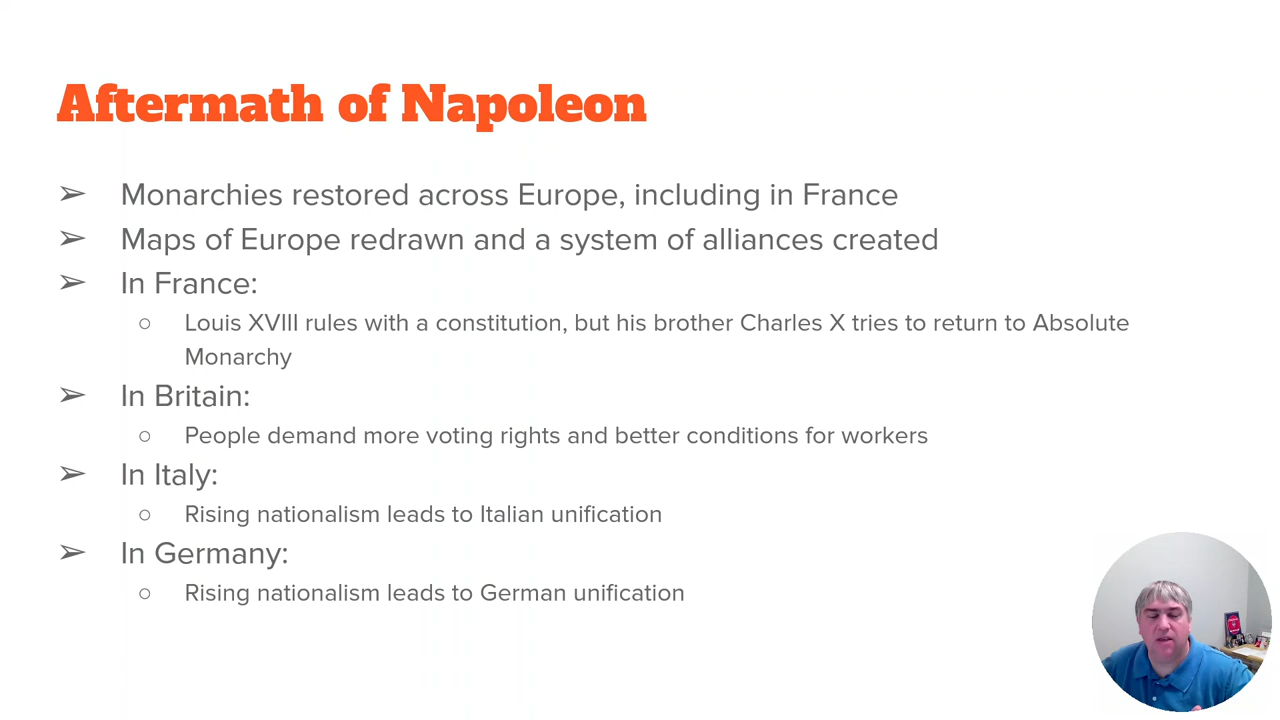 Aftermath of Napoleon
➢ Monarchies restored across Europe, including in France
➢ Maps of Europe redrawn and a system of alliances created
➢ In France:
○ Louis XVIII rules with a constitution, but his brother Charles X tries to return to Absolute
Monarchy
➢ In Britain:
○ People demand more voting rights and better conditions for workers
➢ In Italy:
○ Rising nationalism leads to Italian unification
➢ In Germany:
○ Rising nationalism leads to German unification